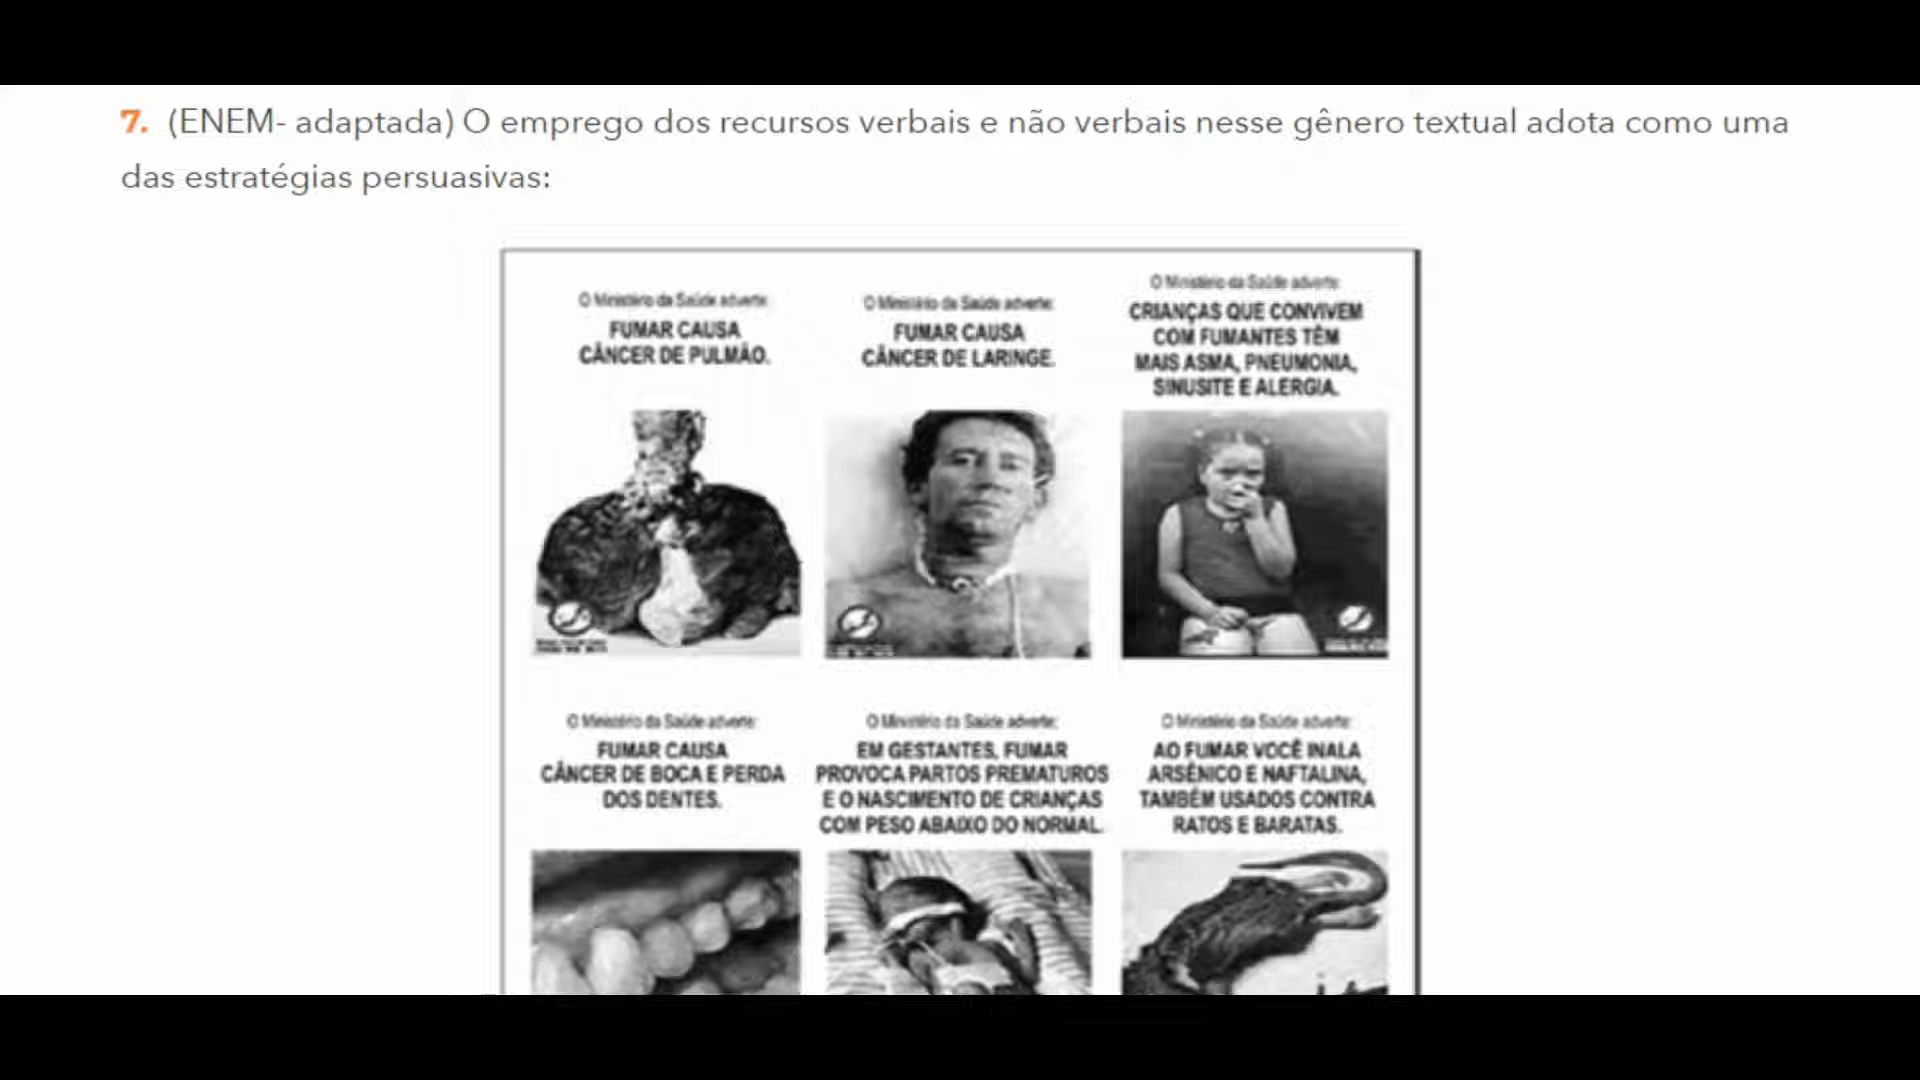 7. (ENEM- adaptada) O emprego dos recursos verbais e não verbais nesse gênero textual adota como uma
das estratégias persuasivas:
O Ministério da Saúde adverte:
FUMAR CAUSA
CÂNCER DE PULMÃO.
O Ministério da Saúde adverte:
FUMAR CAUSA
CÂNCER DE LARINGE.
O Ministério da Saúde adverte:
CRIANÇAS QUE CONVIVEM
COM FUMANTES TÊM
MAIS ASMA, PNEUMONIA,
SINUSITE E ALERGIA.
O Ministério da Saúde adverte:
FUMAR CAUSA
CÂNCER DE BOCA E PERDA
DOS DENTES.
O Ministério da Saúde adverte:
EM GESTANTES, FUMAR
PROVOCA PARTOS PREMATUROS
E O NASCIMENTO DE CRIANÇAS
COM PESO ABAIXO DO NORMAL.
O Ministério da Saúde adverte:
AO FUMAR VOCÊ INALA
ARSÊNICO E NAFTALINA,
TAMBÉM USADOS CONTRA
RATOS E BARATAS.